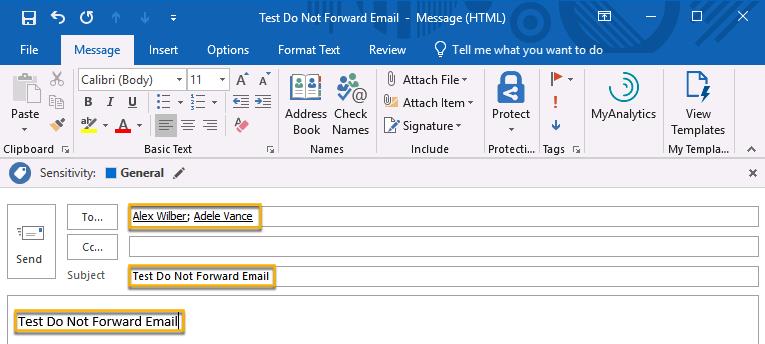 Test Do Not Forward Email - Message (HTML)
File Message Insert Options Format Text Review Tell me what you want to do
Calibri (Body) 11
Paste
B I U
A
Address Book
Check Names
Attach File
Attach Item
Signature
Protect
MyAnalytics
View Templates
Clipboard Basic Text Names Include Protecti... Tags My Templa...
Sensitivity: General
Send
To... Alex Wilber; Adele Vance
Cc...
Subject Test Do Not Forward Email
Test Do Not Forward Email